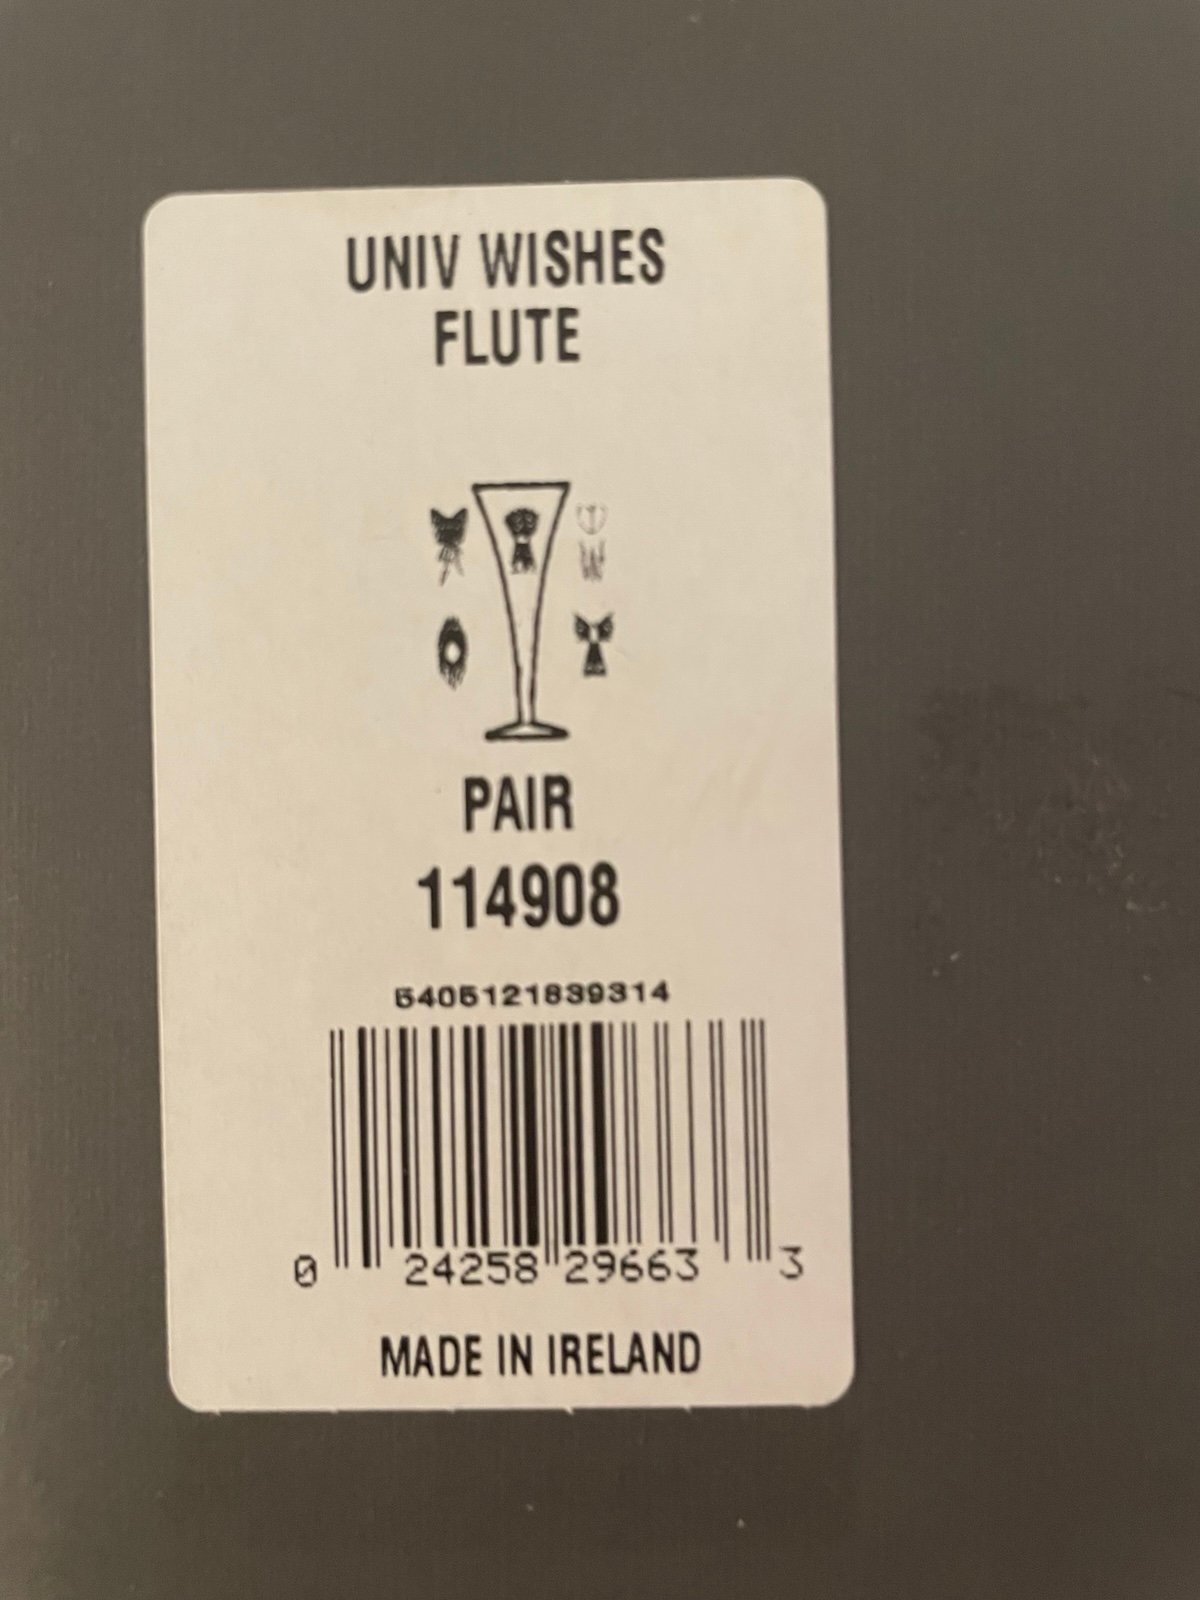 UNIV WISHES
FLUTE
PAIR
114908
5405121839314
0 24258 29663 3
MADE IN IRELAND